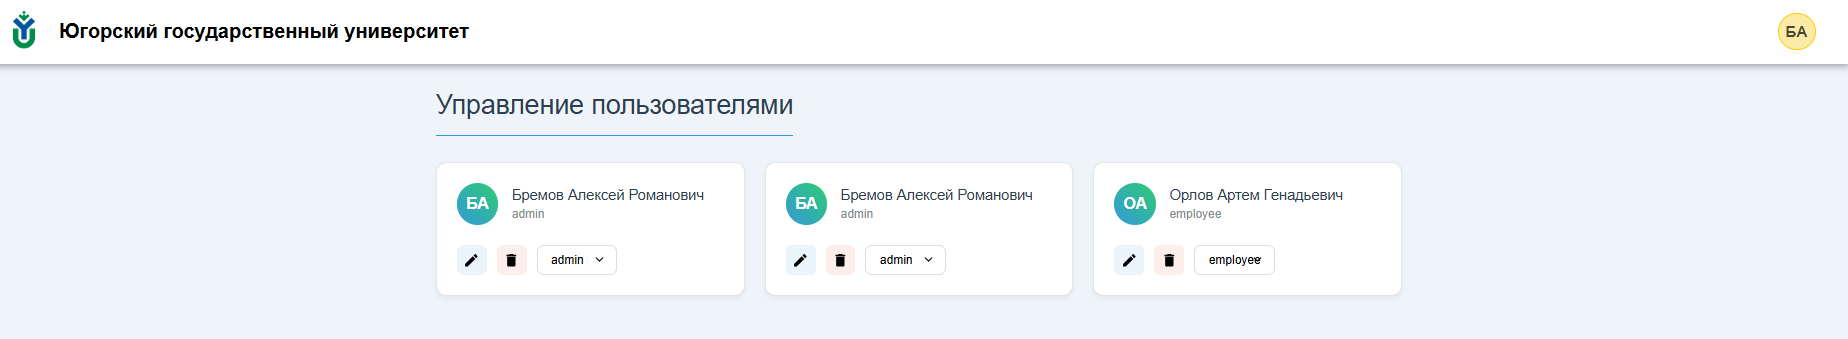 Югорский государственный университет
БА
Управление пользователями
БА
Бремов Алексей Романович
admin
admin
БА
Бремов Алексей Романович
admin
admin
ОА
Орлов Артем Генадьевич
employee
employee